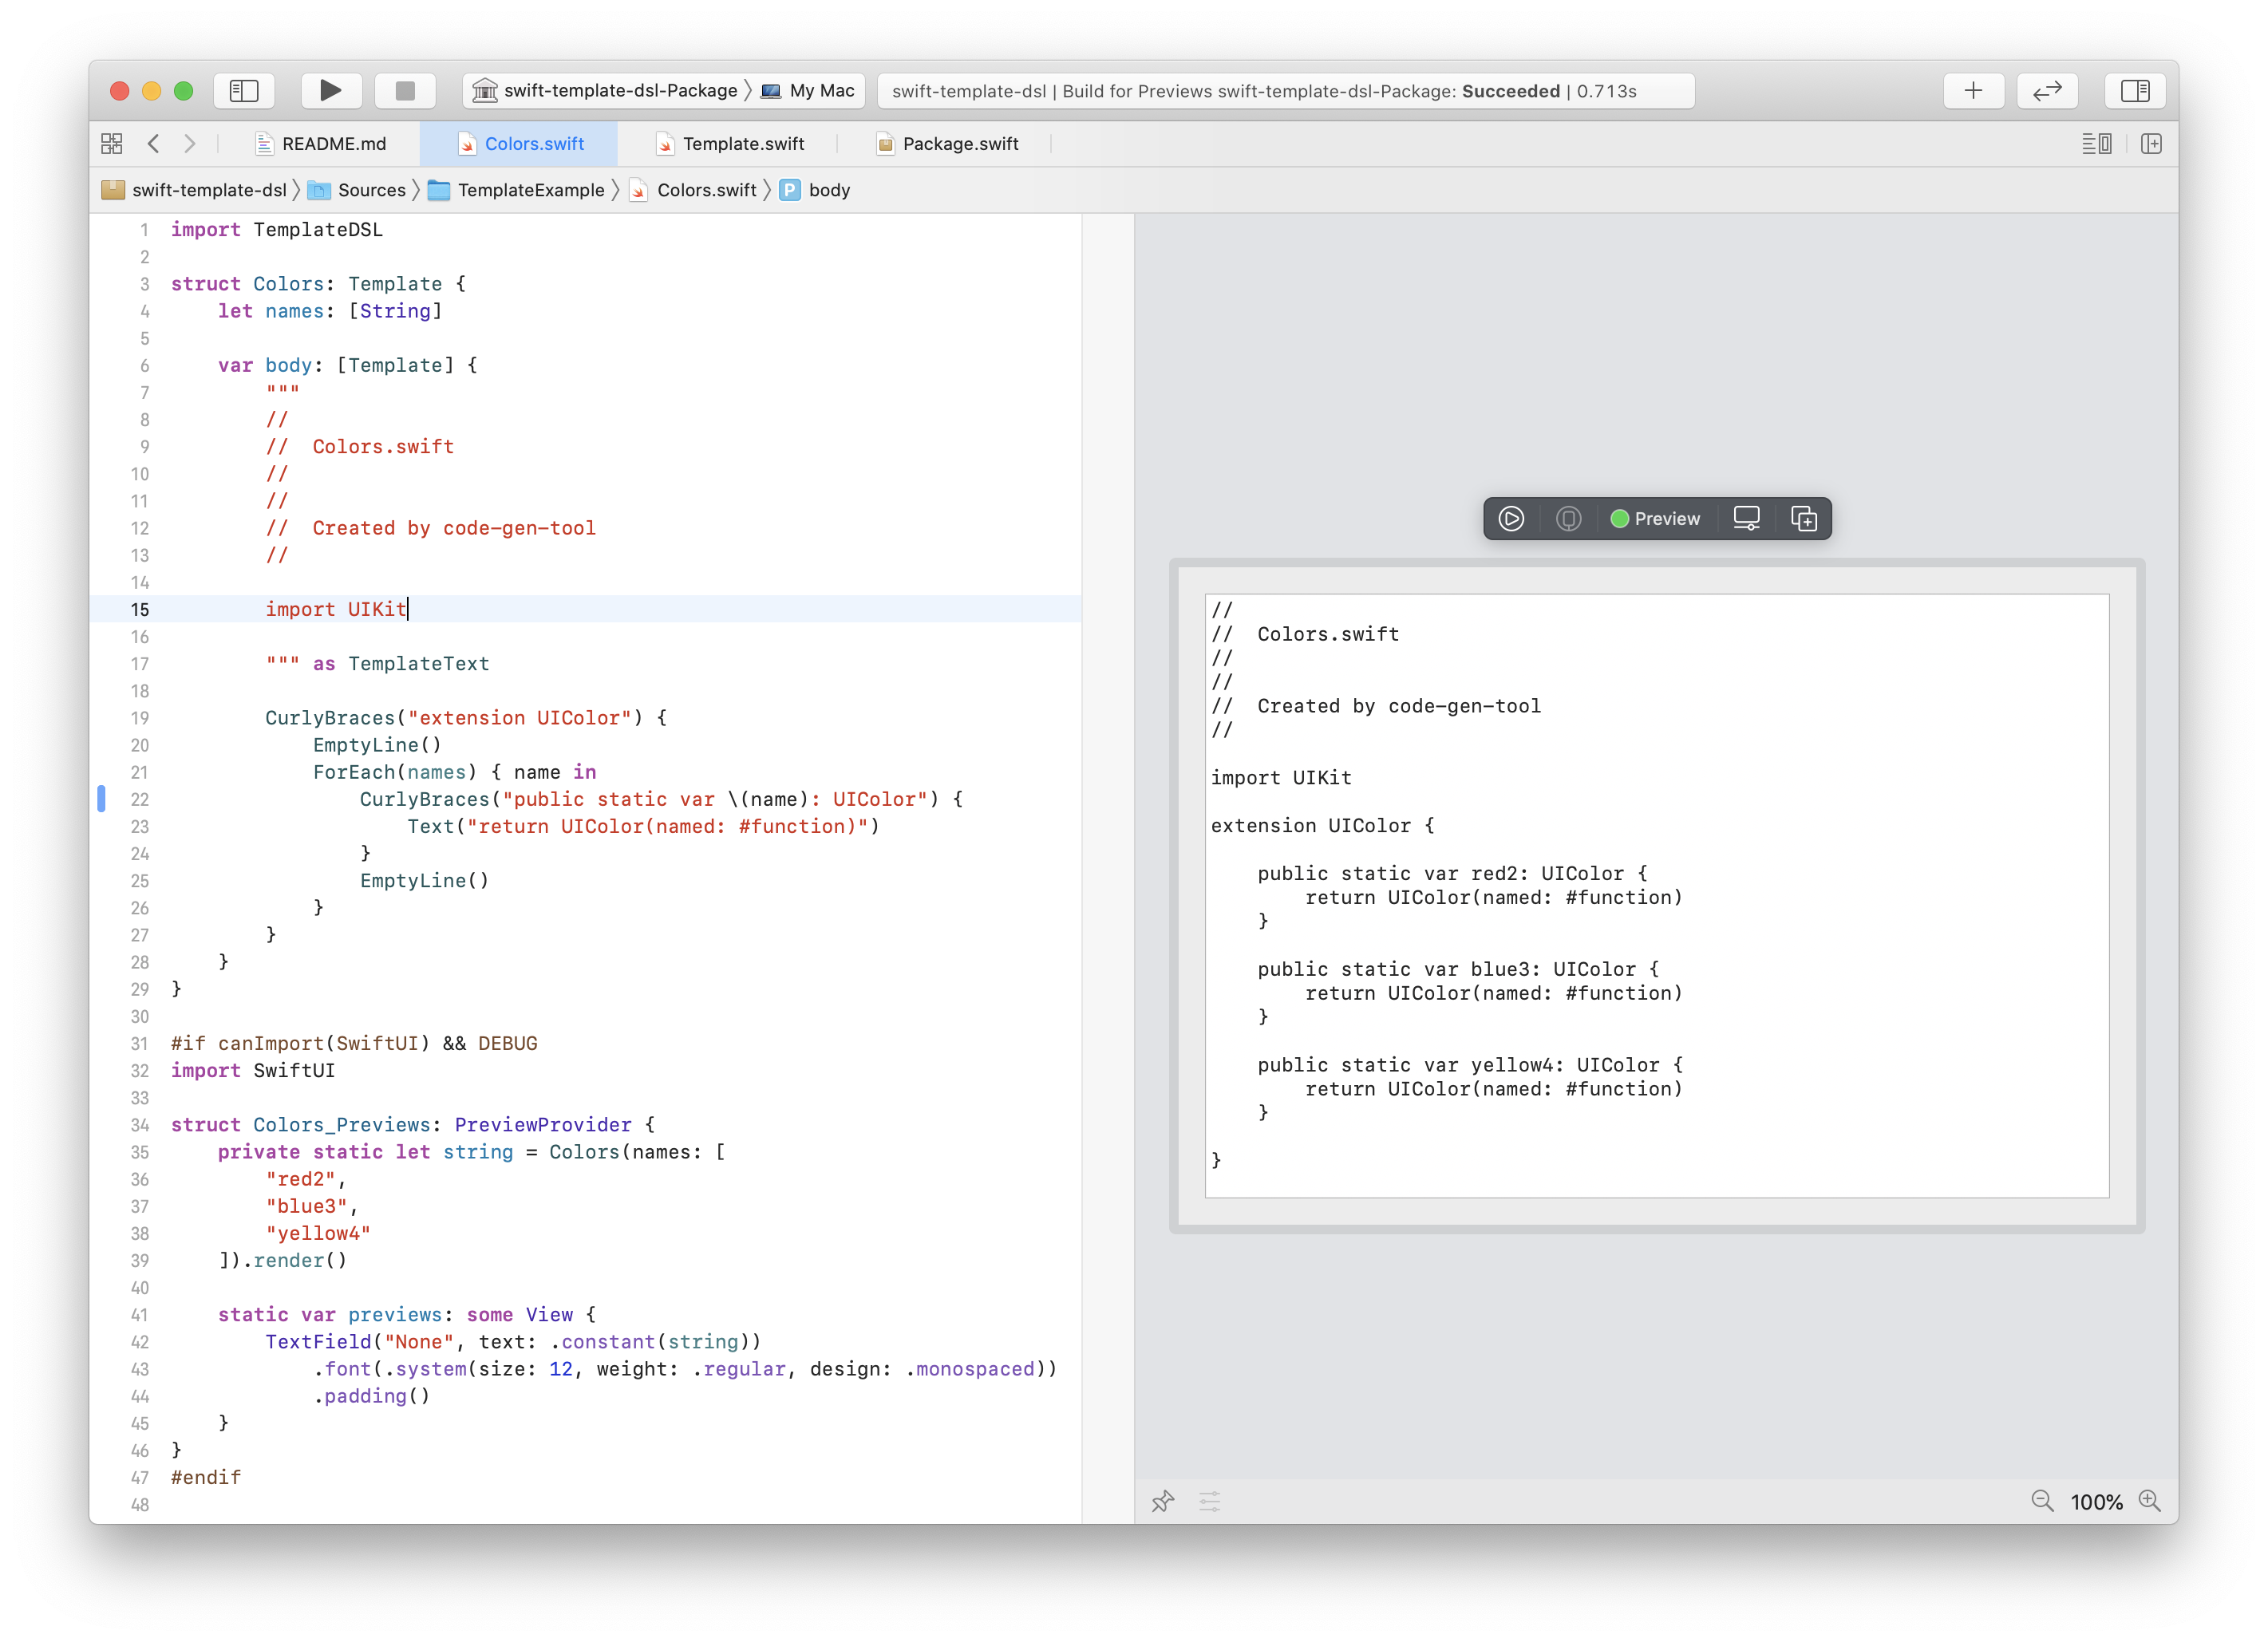 swift-template-dsl-Package 〉 My Mac
swift-template-dsl | Build for Previews swift-template-dsl-Package: Succeeded | 0.713s
README.md
Colors.swift
Template.swift
Package.swift
swift-template-dsl 〉 Sources 〉 TemplateExample 〉 Colors.swift 〉 P body
1 import TemplateDSL
2
3 struct Colors: Template {
4     let names: [String]
5
6     var body: [Template] {
7         """
8         //
9         //  Colors.swift
10         //
11         //
12         //  Created by code-gen-tool
13         //
14
15         import UIKit
16
17         """ as TemplateText
18
19         CurlyBraces("extension UIColor") {
20             EmptyLine()
21             ForEach(names) { name in
22                 CurlyBraces("public static var \(name): UIColor") {
23                     Text("return UIColor(named: #function)")
24                 }
25                 EmptyLine()
26             }
27         }
28     }
29 }
30
31 #if canImport(SwiftUI) && DEBUG
32 import SwiftUI
33
34 struct Colors_Previews: PreviewProvider {
35     private static let string = Colors(names: [
36         "red2",
37         "blue3",
38         "yellow4"
39     ]).render()
40
41     static var previews: some View {
42         TextField("None", text: .constant(string))
43             .font(.system(size: 12, weight: .regular, design: .monospaced))
44             .padding()
45     }
46 }
47 #endif
48
Preview
//
//  Colors.swift
//
//
//  Created by code-gen-tool
//
import UIKit
extension UIColor {
    public static var red2: UIColor {
        return UIColor(named: #function)
    }
    public static var blue3: UIColor {
        return UIColor(named: #function)
    }
    public static var yellow4: UIColor {
        return UIColor(named: #function)
    }
}
100%